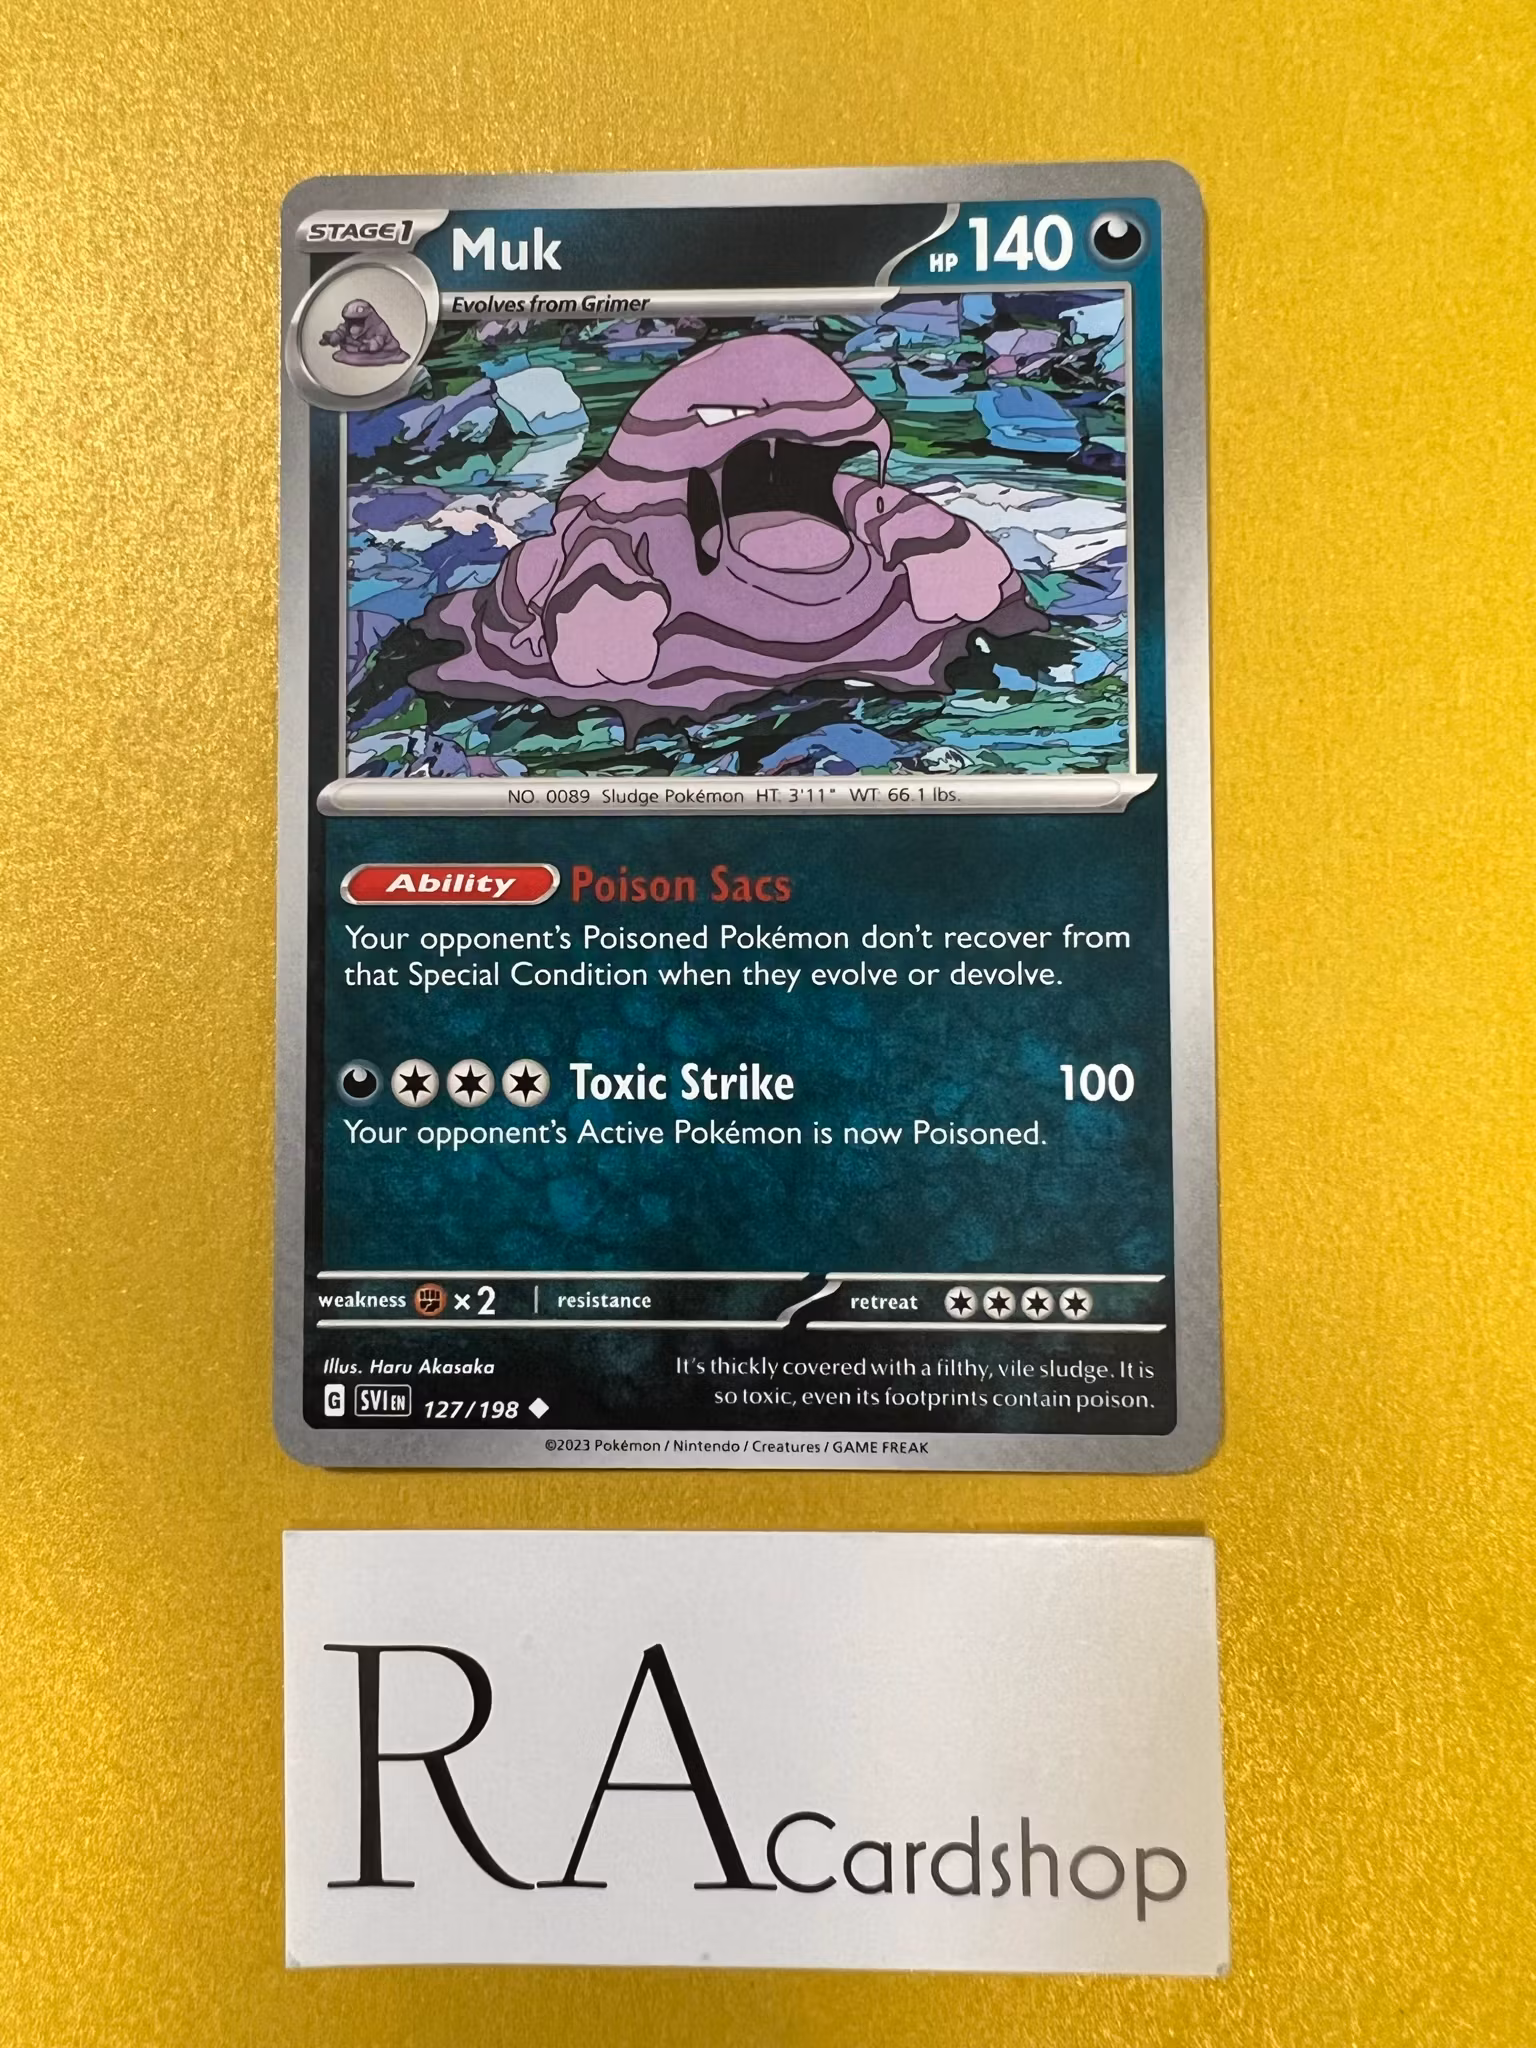 STAGE 1
Muk
HP 140
Evolves from Grimer
NO. 0089 Sludge Pokémon HT: 3'11" WT: 66.1 lbs.
Ability Poison Sacs
Your opponent's Poisoned Pokémon don't recover from
that Special Condition when they evolve or devolve.
Toxic Strike 100
Your opponent's Active Pokémon is now Poisoned.
weakness ×2 resistance retreat
Illus. Haru Akasaka
G SVI EN 127/198
It's thickly covered with a filthy, vile sludge. It is
so toxic, even its footprints contain poison.
©2023 Pokémon / Nintendo / Creatures / GAME FREAK
RA Cardshop